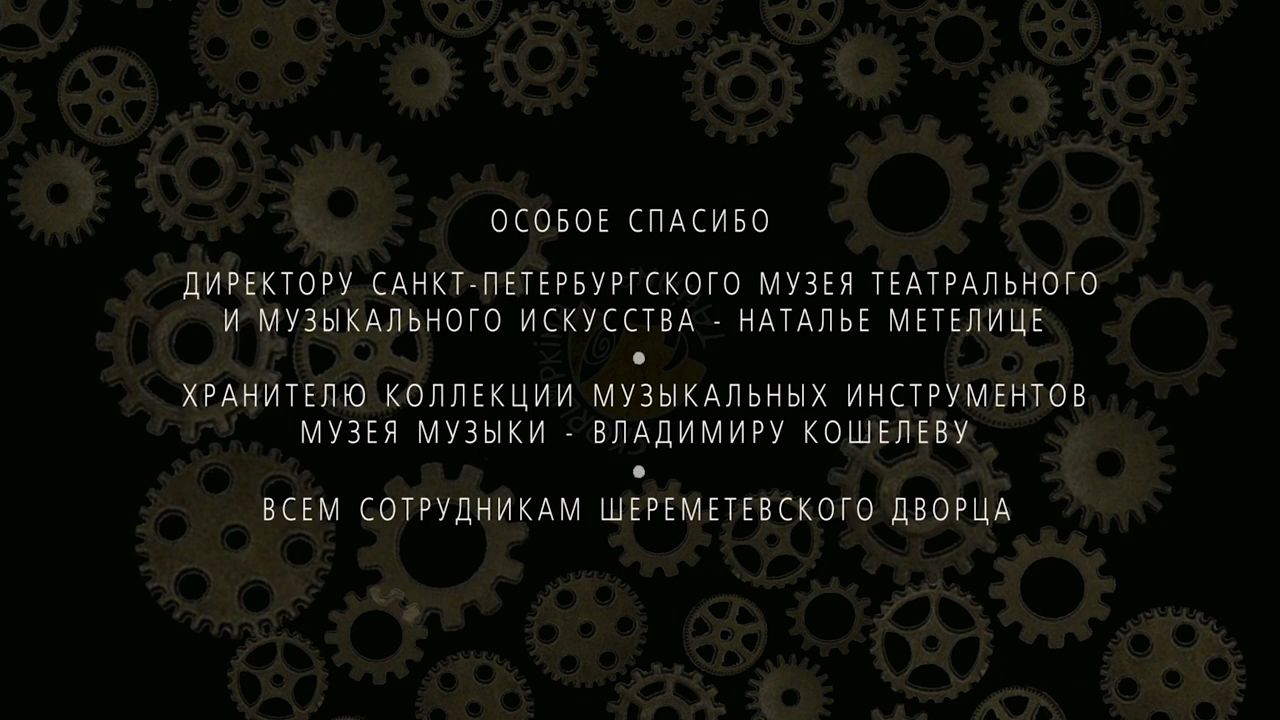 ОСОБОЕ СПАСИБО
ДИРЕКТОРУ САНКТ-ПЕТЕРБУРГСКОГО МУЗЕЯ ТЕАТРАЛЬНОГО
И МУЗЫКАЛЬНОГО ИСКУССТВА - НАТАЛЬЕ МЕТЕЛИЦЕ
•
ХРАНИТЕЛЮ КОЛЛЕКЦИИ МУЗЫКАЛЬНЫХ ИНСТРУМЕНТОВ
МУЗЕЯ МУЗЫКИ - ВЛАДИМИРУ КОШЕЛЕВУ
•
ВСЕМ СОТРУДНИКАМ ШЕРЕМЕТЕВСКОГО ДВОРЦА